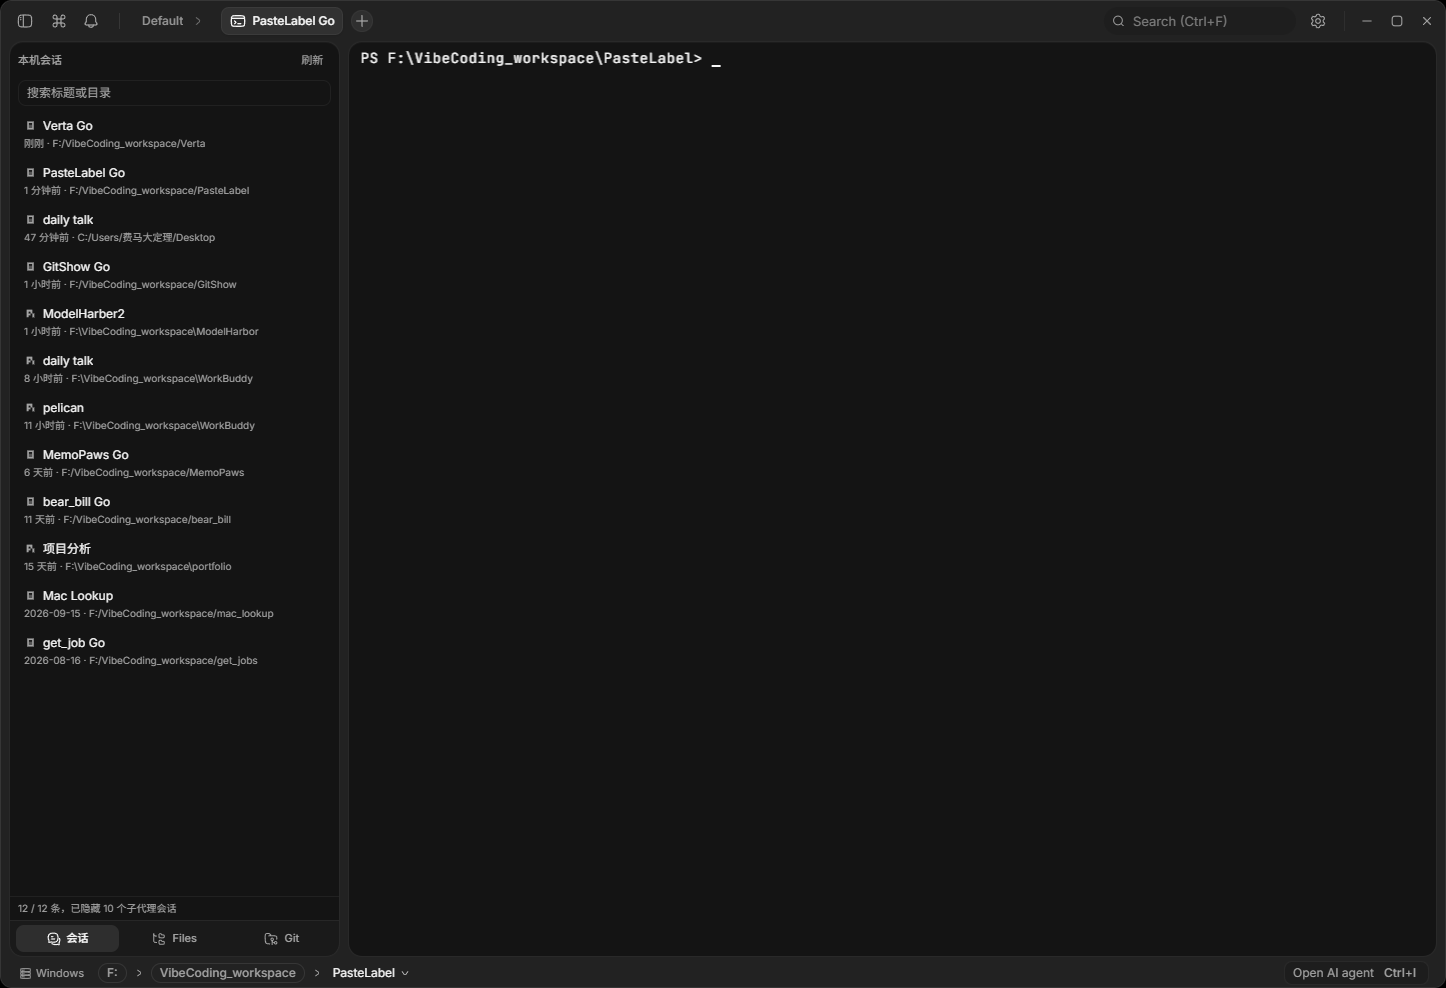 Default
PasteLabel Go
Search (Ctrl+F)
本机会话
刷新
搜索标题或目录
Verta Go
刚刚 · F:/VibeCoding_workspace/Verta
PasteLabel Go
1 分钟前 · F:/VibeCoding_workspace/PasteLabel
daily talk
47 分钟前 · C:/Users/费马大定理/Desktop
GitShow Go
1 小时前 · F:/VibeCoding_workspace/GitShow
ModelHarber2
1 小时前 · F:\VibeCoding_workspace\ModelHarbor
daily talk
8 小时前 · F:\VibeCoding_workspace\WorkBuddy
pelican
11 小时前 · F:\VibeCoding_workspace\WorkBuddy
MemoPaws Go
6 天前 · F:/VibeCoding_workspace/MemoPaws
bear_bill Go
11 天前 · F:/VibeCoding_workspace/bear_bill
项目分析
15 天前 · F:\VibeCoding_workspace\portfolio
Mac Lookup
2026-09-15 · F:/VibeCoding_workspace/mac_lookup
get_job Go
2026-08-16 · F:/VibeCoding_workspace/get_jobs
12 / 12 条，已隐藏 10 个子代理会话
会话
Files
Git
PS F:\VibeCoding_workspace\PasteLabel> _
Windows
F:
VibeCoding_workspace
PasteLabel
Open AI agent Ctrl+I